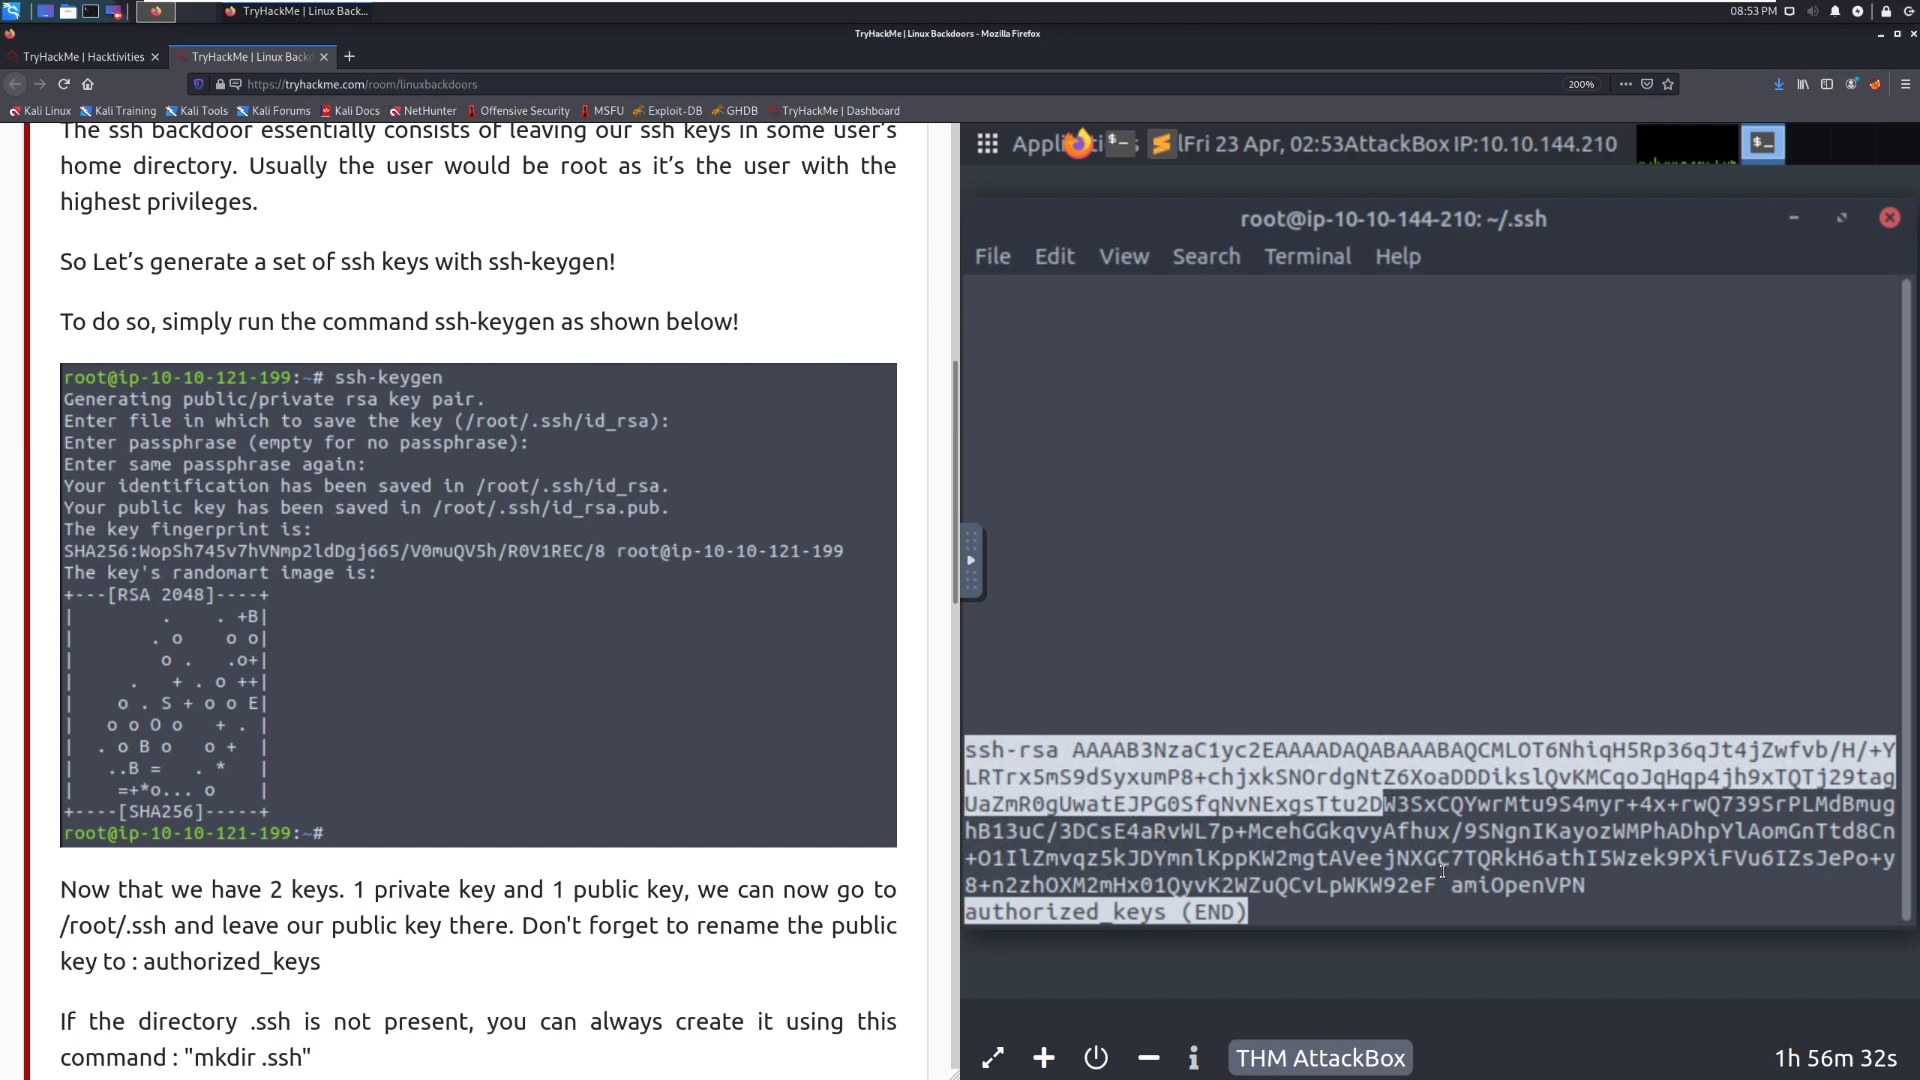 TryHackMe | Linux Back...
08:53 PM
TryHackMe | Linux Backdoors - Mozilla Firefox
TryHackMe | Hacktivities
TryHackMe | Linux Backd
https://tryhackme.com/room/linuxbackdoors
200%
Kali Linux
Kali Training
Kali Tools
Kali Forums
Kali Docs
NetHunter
Offensive Security
MSFU
Exploit-DB
GHDB
TryHackMe | Dashboard
The ssh backdoor essentially consists of leaving our ssh keys in some user’s
home directory. Usually the user would be root as it’s the user with the
highest privileges.
So Let’s generate a set of ssh keys with ssh-keygen!
To do so, simply run the command ssh-keygen as shown below!
root@ip-10-10-121-199:~# ssh-keygen
Generating public/private rsa key pair.
Enter file in which to save the key (/root/.ssh/id_rsa):
Enter passphrase (empty for no passphrase):
Enter same passphrase again:
Your identification has been saved in /root/.ssh/id_rsa.
Your public key has been saved in /root/.ssh/id_rsa.pub.
The key fingerprint is:
SHA256:WopSh745v7hVNmp2ldDgj665/V0muQV5h/R0V1REC/8 root@ip-10-10-121-199
The key's randomart image is:
+---[RSA 2048]----+
|        .    . +B|
|       . o    o o|
|        o .   .o+|
|     .   + . o ++|
|    o . S + o o E|
|   o o O o   + . |
|  . o B o   o +  |
|   ..B =   . *   |
|    =+*o... o    |
+----[SHA256]-----+
root@ip-10-10-121-199:~#
Now that we have 2 keys. 1 private key and 1 public key, we can now go to
/root/.ssh and leave our public key there. Don't forget to rename the public
key to : authorized_keys
If the directory .ssh is not present, you can always create it using this
command : "mkdir .ssh"
Fri 23 Apr, 02:53
AttackBox IP:10.10.144.210
root@ip-10-10-144-210: ~/.ssh
File Edit View Search Terminal Help
ssh-rsa AAAAB3NzaC1yc2EAAAADAQABAAABAQCMLOT6NhiqH5Rp36qJt4jZwfvb/H/+Y
LRTrx5mS9dSyxumP8+chjxkSNOrdgNtZ6XoaDDDikslQvKMCqoJqHqp4jh9xTQTj29tag
UaZmR0gUwatEJPG0SfqNvNExgsTtu2DW3SxCQYwrMtu9S4myr+4x+rwQ739SrPLMdBmug
hB13uC/3DCsE4aRvWL7p+McehGGkqvyAfhux/9SNgnIKayozWMPhADhpYlAomGnTtd8Cn
+O1IlZmvqz5kJDYmnlKppKW2mgtAVeejNXGC7TQRkH6athI5Wzek9PXiFVu6IZsJePo+y
8+n2zhOXM2mHx01QyvK2WZuQCvLpWKW92eF amiOpenVPN
authorized_keys (END)
THM AttackBox
1h 56m 32s